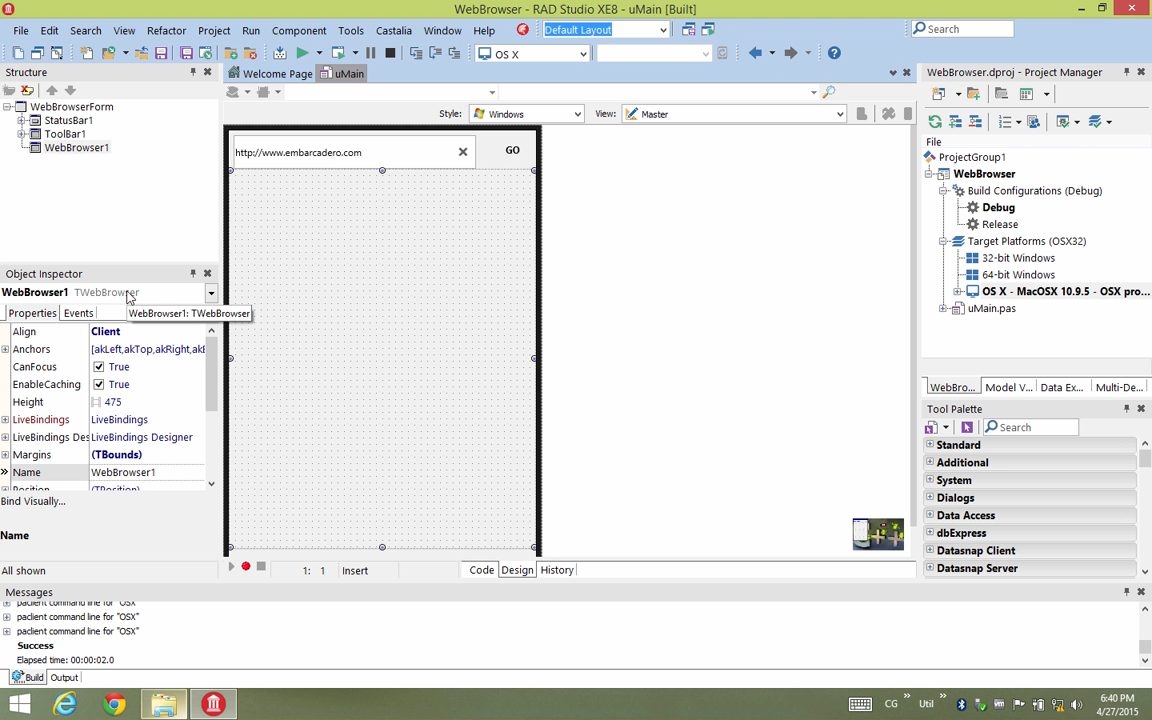 WebBrowser - RAD Studio XE8 - uMain [Built]
File Edit Search View Refactor Project Run Component Tools Castalia Window Help
Default Layout
Search
OS X
Structure
WebBrowserForm
StatusBar1
ToolBar1
WebBrowser1
Welcome Page uMain
Style: Windows View: Master
http://www.embarcadero.com GO
Object Inspector
WebBrowser1 TWebBrowser
WebBrowser1: TWebBrowser
Properties Events
Align Client
Anchors [akLeft,akTop,akRight,akE
CanFocus True
EnableCaching True
Height 475
LiveBindings LiveBindings
LiveBindings Des LiveBindings Designer
Margins (TBounds)
Name WebBrowser1
Position (TPosition)
Bind Visually...
Name
All shown
1: 1 Insert
Code Design History
WebBrowser.dproj - Project Manager
File
ProjectGroup1
WebBrowser
Build Configurations (Debug)
Debug
Release
Target Platforms (OSX32)
32-bit Windows
64-bit Windows
OS X - MacOSX 10.9.5 - OSX pro...
uMain.pas
WebBro... Model V... Data Ex... Multi-De...
Tool Palette
Search
Standard
Additional
System
Dialogs
Data Access
dbExpress
Datasnap Client
Datasnap Server
Messages
paclient command line for "OSX"
paclient command line for "OSX"
paclient command line for "OSX"
Success
Elapsed time: 00:00:02.0
Build Output
CG Util
6:40 PM
4/27/2015